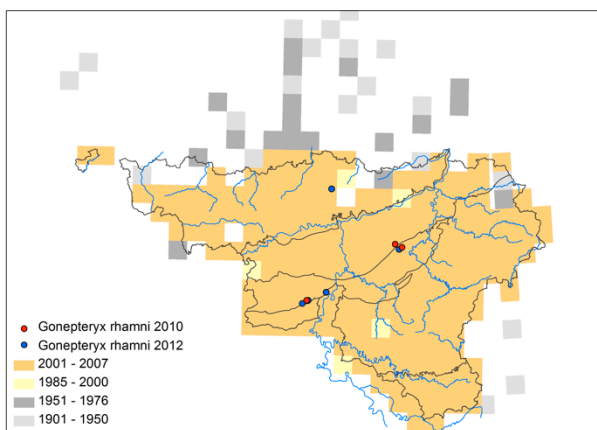 Gonepteryx rhamni 2010
Gonepteryx rhamni 2012
2001 - 2007
1985 - 2000
1951 - 1976
1901 - 1950